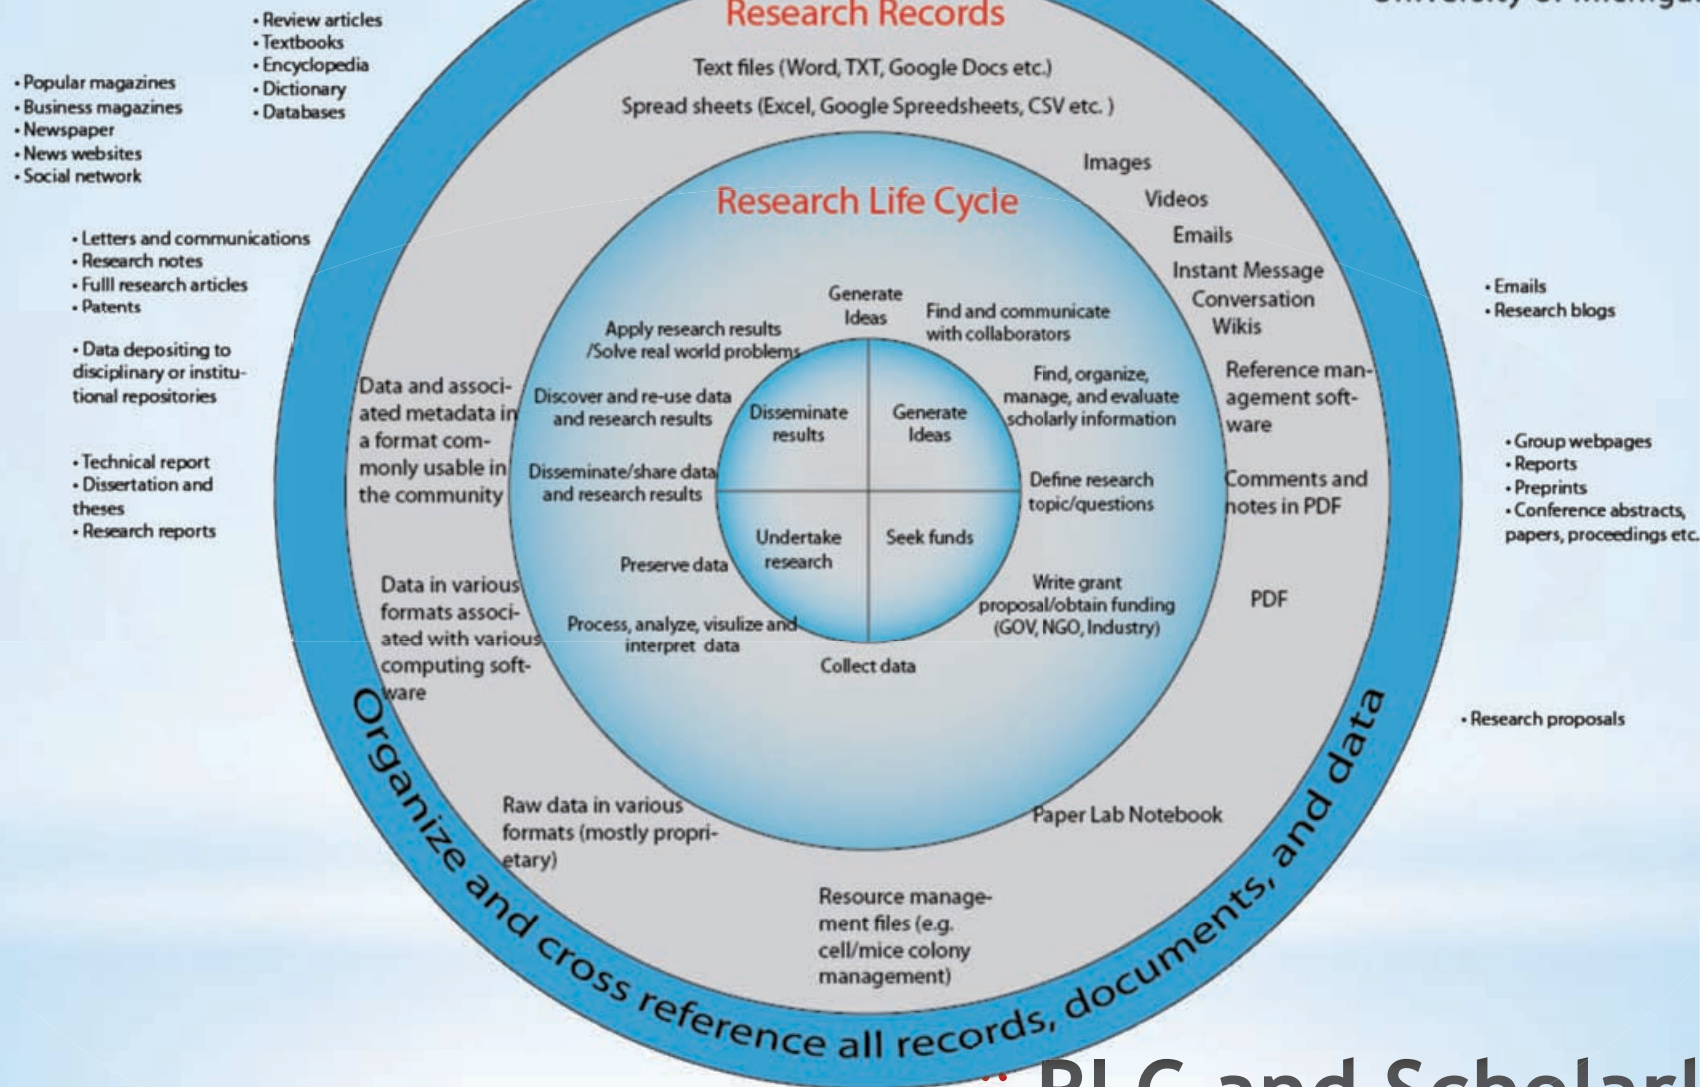 University of Michiga
• Review articles
• Textbooks
• Encyclopedia
• Dictionary
• Databases
• Popular magazines
• Business magazines
• Newspaper
• News websites
• Social network
• Letters and communications
• Research notes
• Fulll research articles
• Patents
• Data depositing to
disciplinary or institu-
tional repositories
• Technical report
• Dissertation and
theses
• Research reports
Research Records
Text files (Word, TXT, Google Docs etc.)
Spread sheets (Excel, Google Spreedsheets, CSV etc. )
Images
Videos
Emails
Instant Message
Conversation
Wikis
Reference man-
agement soft-
ware
Comments and
notes in PDF
PDF
Paper Lab Notebook
Resource manage-
ment files (e.g.
cell/mice colony
management)
Raw data in various
formats (mostly propri-
etary)
Data in various
formats associ-
ated with various
computing soft-
ware
Data and associ-
ated metadata in
a format com-
monly usable in
the community
Research Life Cycle
Generate
Ideas
Find and communicate
with collaborators
Find, organize,
manage, and evaluate
scholarly information
Define research
topic/questions
Write grant
proposal/obtain funding
(GOV, NGO, Industry)
Collect data
Process, analyze, visulize and
interpret data
Preserve data
Disseminate/share data
and research results
Discover and re-use data
and research results
Apply research results
/Solve real world problems
Disseminate
results
Generate
Ideas
Undertake
research
Seek funds
Organize and cross reference all records, documents, and data
• Emails
• Research blogs
• Group webpages
• Reports
• Preprints
• Conference abstracts,
papers, proceedings etc.
• Research proposals
RLC and Scholarl